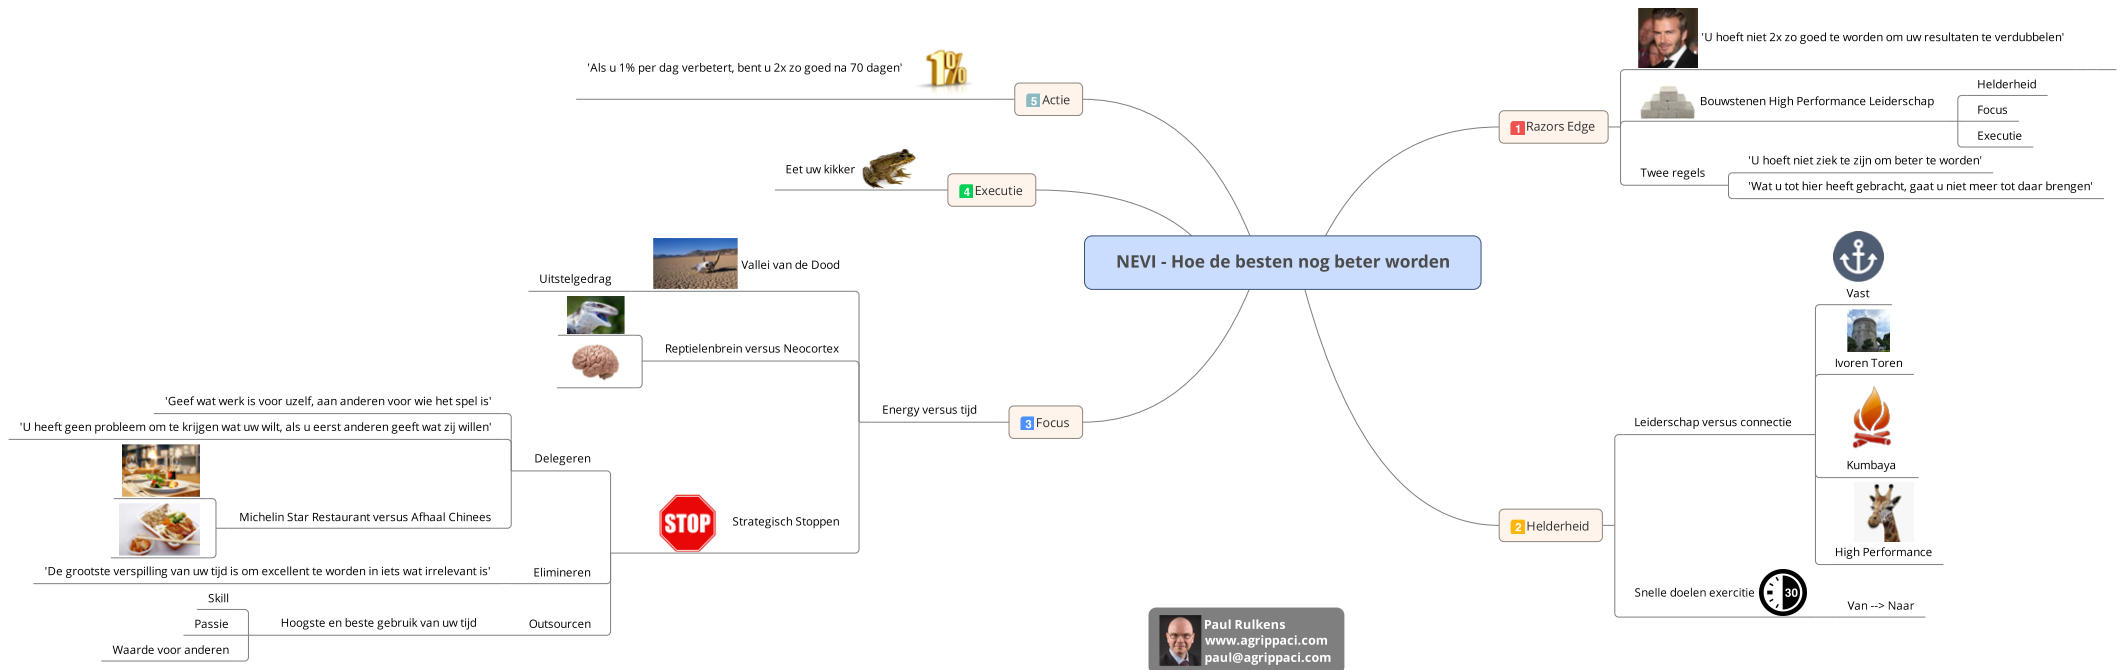 NEVI - Hoe de besten nog beter worden
1 Razors Edge
'U hoeft niet 2x zo goed te worden om uw resultaten te verdubbelen'
Bouwstenen High Performance Leiderschap
Helderheid
Focus
Executie
Twee regels
'U hoeft niet ziek te zijn om beter te worden'
'Wat u tot hier heeft gebracht, gaat u niet meer tot daar brengen'
2 Helderheid
Leiderschap versus connectie
Vast
Ivoren Toren
Kumbaya
High Performance
Snelle doelen exercitie
30
Van --> Naar
3 Focus
Energy versus tijd
Vallei van de Dood
Uitstelgedrag
Reptielenbrein versus Neocortex
Strategisch Stoppen
STOP
Delegeren
'Geef wat werk is voor uzelf, aan anderen voor wie het spel is'
'U heeft geen probleem om te krijgen wat uw wilt, als u eerst anderen geeft wat zij willen'
Michelin Star Restaurant versus Afhaal Chinees
Elimineren
'De grootste verspilling van uw tijd is om excellent te worden in iets wat irrelevant is'
Outsourcen
Hoogste en beste gebruik van uw tijd
Skill
Passie
Waarde voor anderen
4 Executie
Eet uw kikker
5 Actie
1%
'Als u 1% per dag verbetert, bent u 2x zo goed na 70 dagen'
Paul Rulkens
www.agrippaci.com
paul@agrippaci.com